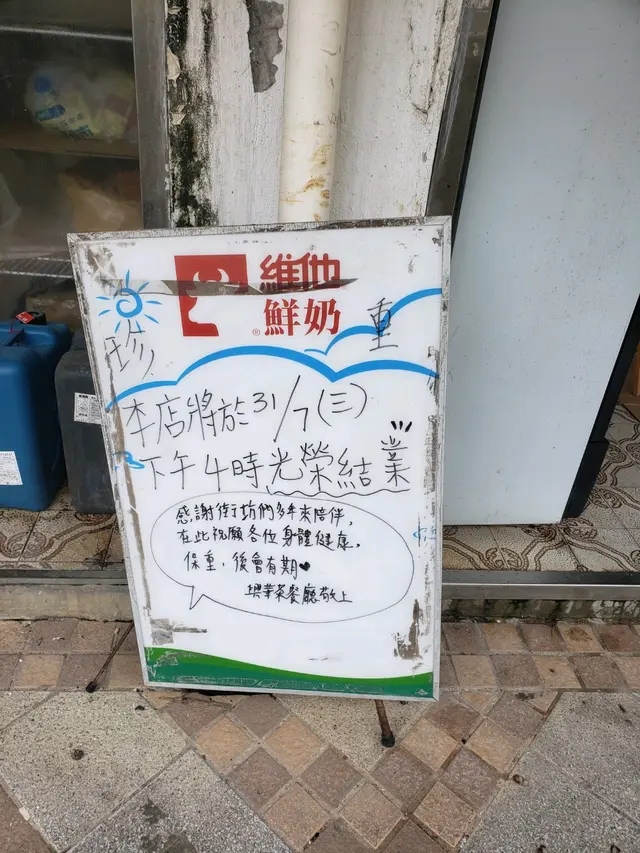 維他
®鮮奶
珍 重
本店將於31/7(三)
下午4時光榮結業
感謝街坊們多年來陪伴,
在此祝願各位身體健康,
保重,後會有期♥
興業茶餐廳敬上